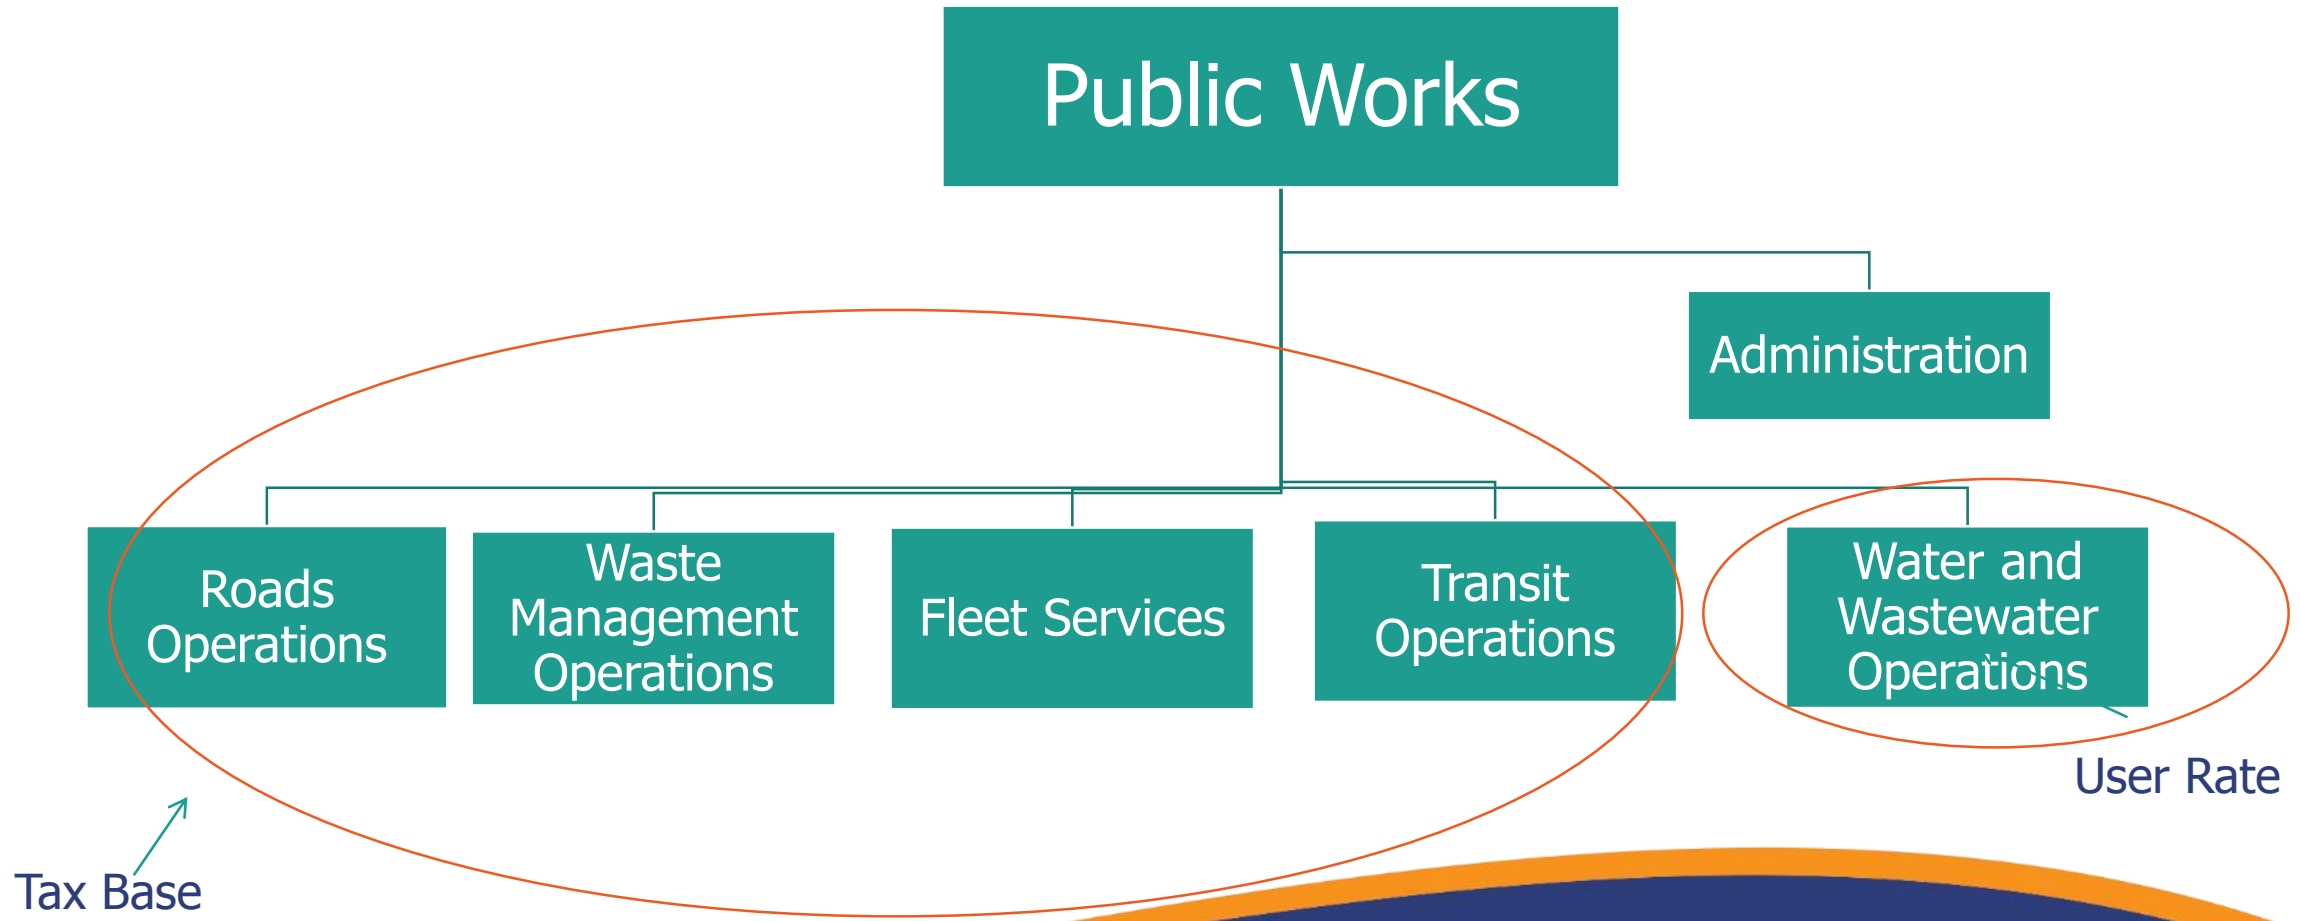 Public Works
Administration
Roads
Operations
Waste
Management
Operations
Fleet Services
Transit
Operations
Water and
Wastewater
Operations
User Rate
Tax Base